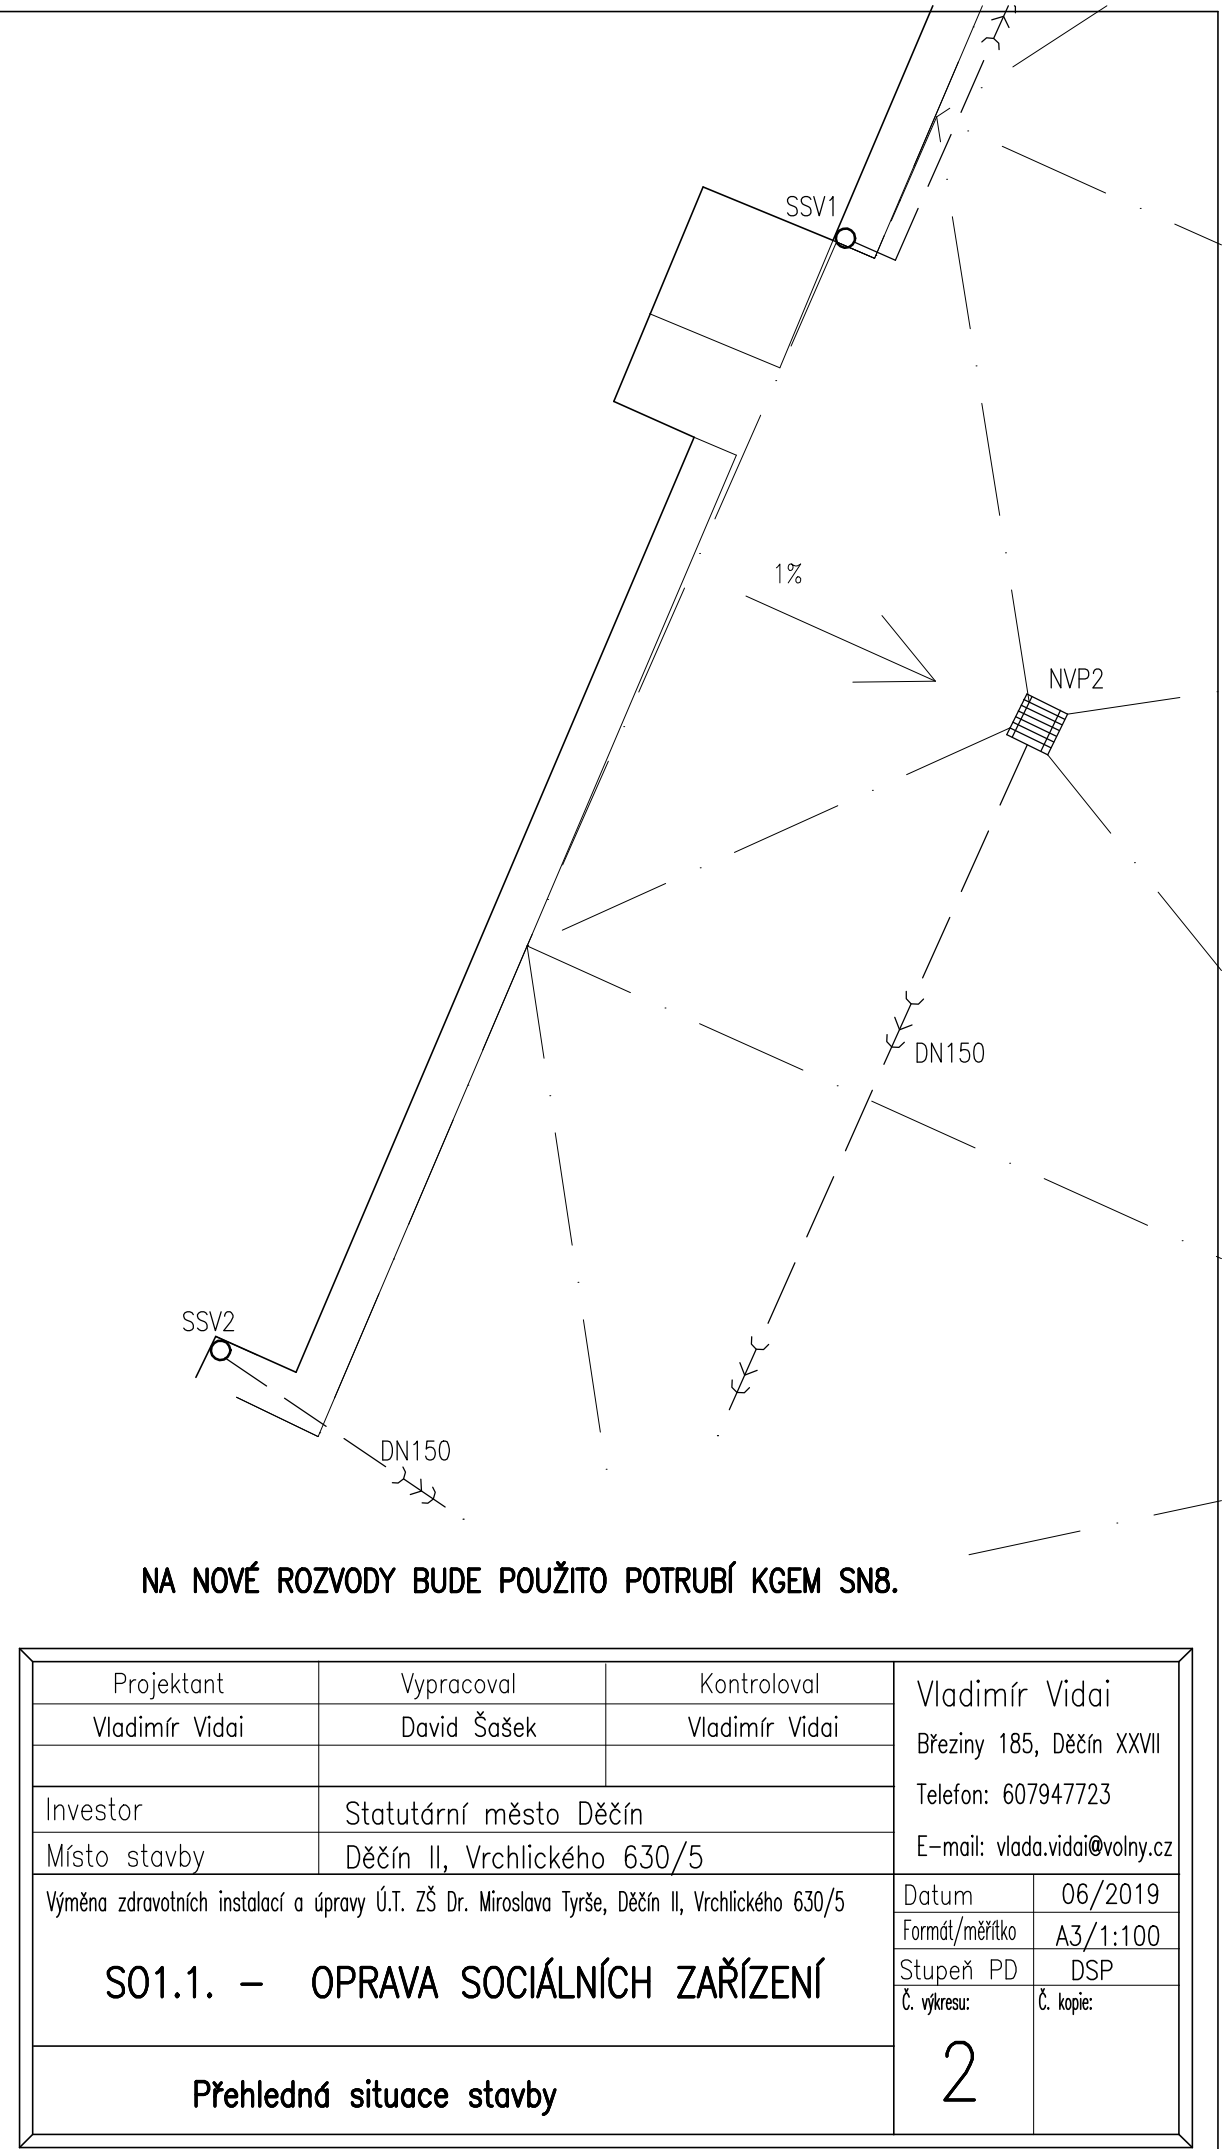 SSV1
1%
NVP2
DN150
SSV2
DN150
NA NOVÉ ROZVODY BUDE POUŽITO POTRUBÍ KGEM SN8.
Projektant Vypracoval Kontroloval
Vladimír Vidai David Šašek Vladimír Vidai
Investor Statutární město Děčín
Místo stavby Děčín II, Vrchlického 630/5
Výměna zdravotních instalací a úpravy Ú.T. ZŠ Dr. Miroslava Tyrše, Děčín II, Vrchlického 630/5
SO1.1. – OPRAVA SOCIÁLNÍCH ZAŘÍZENÍ
Přehledná situace stavby
Vladimír Vidai
Březiny 185, Děčín XXVII
Telefon: 607947723
E-mail: vlada.vidai@volny.cz
Datum 06/2019
Formát/měřítko A3/1:100
Stupeň PD DSP
Č. výkresu: Č. kopie:
2